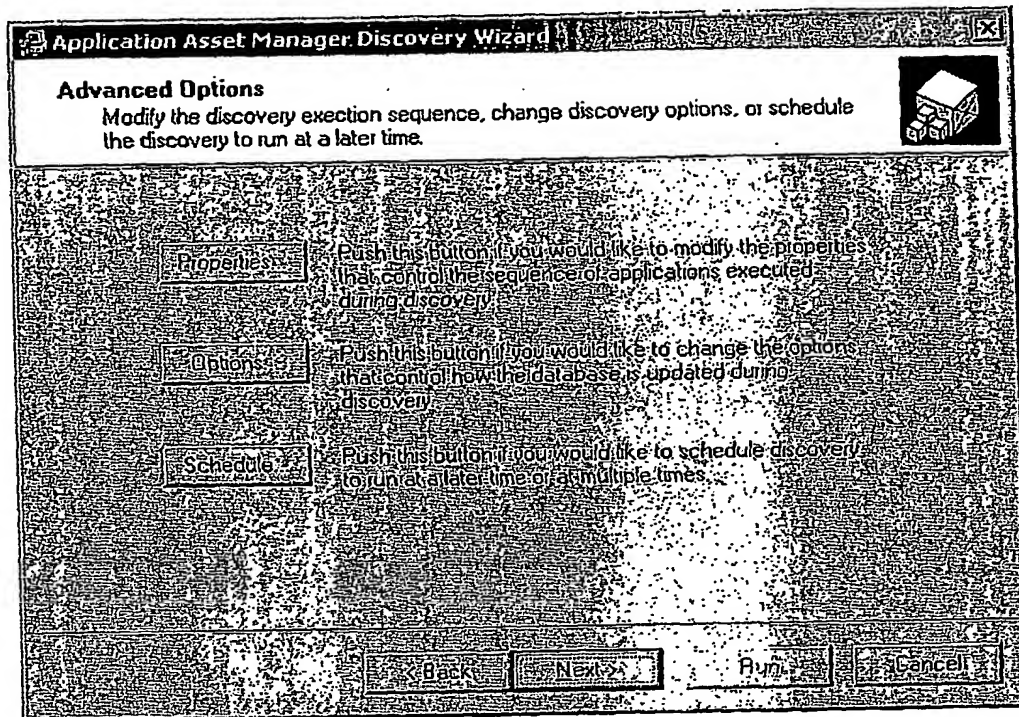 Application Asset Manager Discovery Wizard
Advanced Options
Modify the discovery exection sequence, change discovery options, or schedule
the discovery to run at a later time.
Properties...
Push this button if you would like to modify the properties
that control the sequence of applications executed
during discovery.
Options...
Push this button if you would like to change the options
that control how the database is updated during
discovery.
Schedule...
Push this button if you would like to schedule discovery
to run at a later time or at multiple times.
< Back
Next >
Run
Cancel